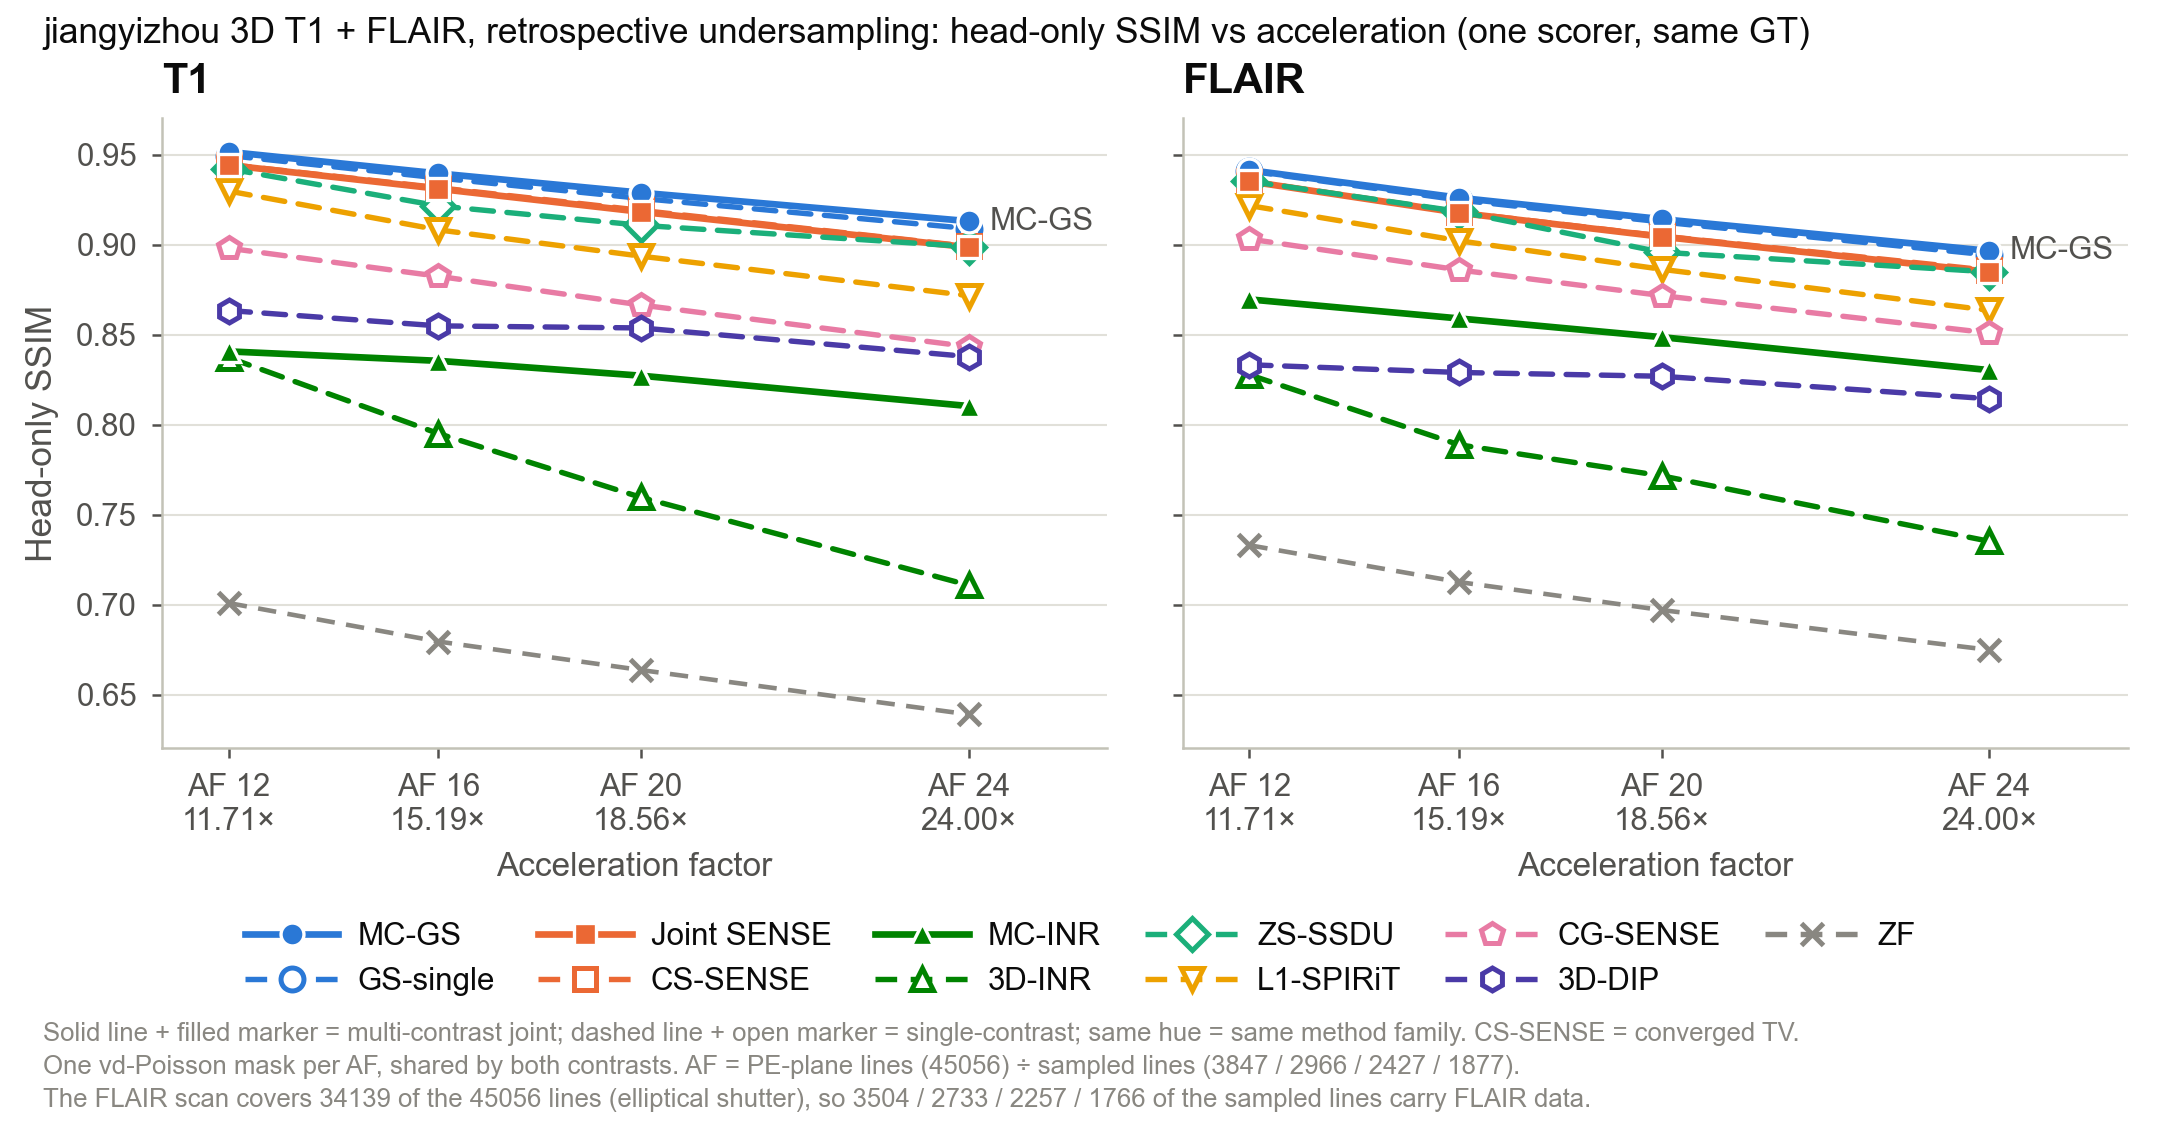 jiangyizhou 3D T1 + FLAIR, retrospective undersampling: head-only SSIM vs acceleration (one scorer, same GT)
T1
FLAIR
Head-only SSIM
0.95
0.90
0.85
0.80
0.75
0.70
0.65
MC-GS
MC-GS
AF 12 AF 16 AF 20 AF 24
11.71× 15.19× 18.56× 24.00×
Acceleration factor
AF 12 AF 16 AF 20 AF 24
11.71× 15.19× 18.56× 24.00×
Acceleration factor
MC-GS Joint SENSE MC-INR ZS-SSDU CG-SENSE ZF
GS-single CS-SENSE 3D-INR L1-SPIRiT 3D-DIP
Solid line + filled marker = multi-contrast joint; dashed line + open marker = single-contrast; same hue = same method family. CS-SENSE = converged TV.
One vd-Poisson mask per AF, shared by both contrasts. AF = PE-plane lines (45056) ÷ sampled lines (3847 / 2966 / 2427 / 1877).
The FLAIR scan covers 34139 of the 45056 lines (elliptical shutter), so 3504 / 2733 / 2257 / 1766 of the sampled lines carry FLAIR data.